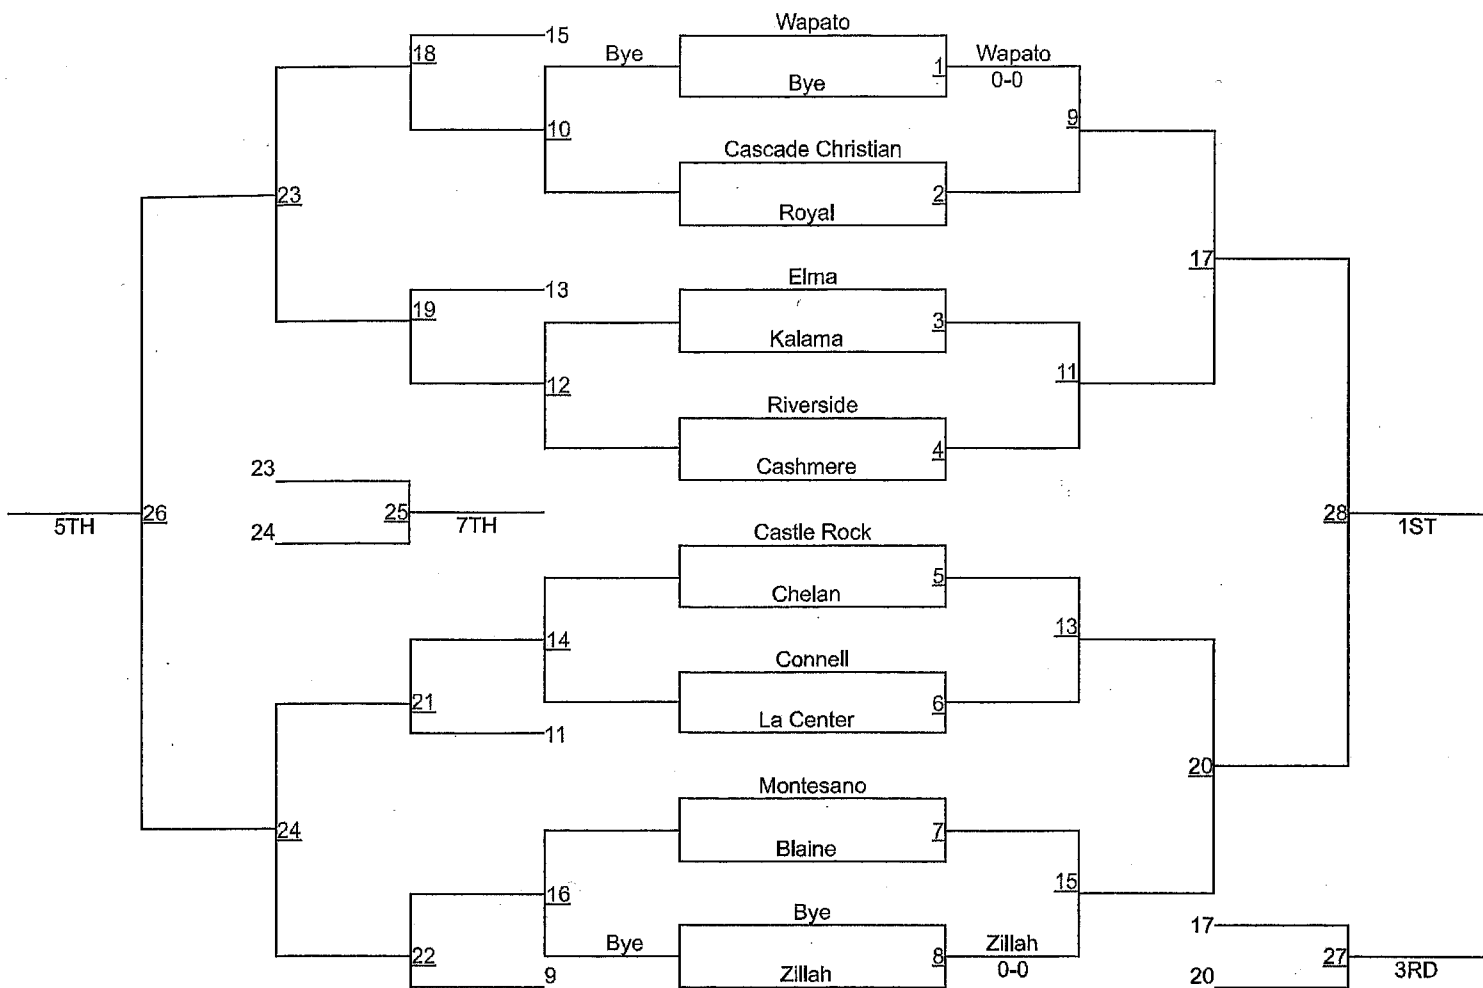 Wapato
15
18
Bye
1
Wapato
0-0
Bye
10
9
Cascade Christian
23
2
Royal
17
Elma
13
19
3
Kalama
12
11
Riverside
4
Cashmere
23
26
5TH
25
7TH
24
28
1ST
Castle Rock
5
Chelan
14
13
Connell
21
6
La Center
11
20
Montesano
24
7
Blaine
16
15
Bye
17
22
Bye
8
Zillah
0-0
27
3RD
9
Zillah
20